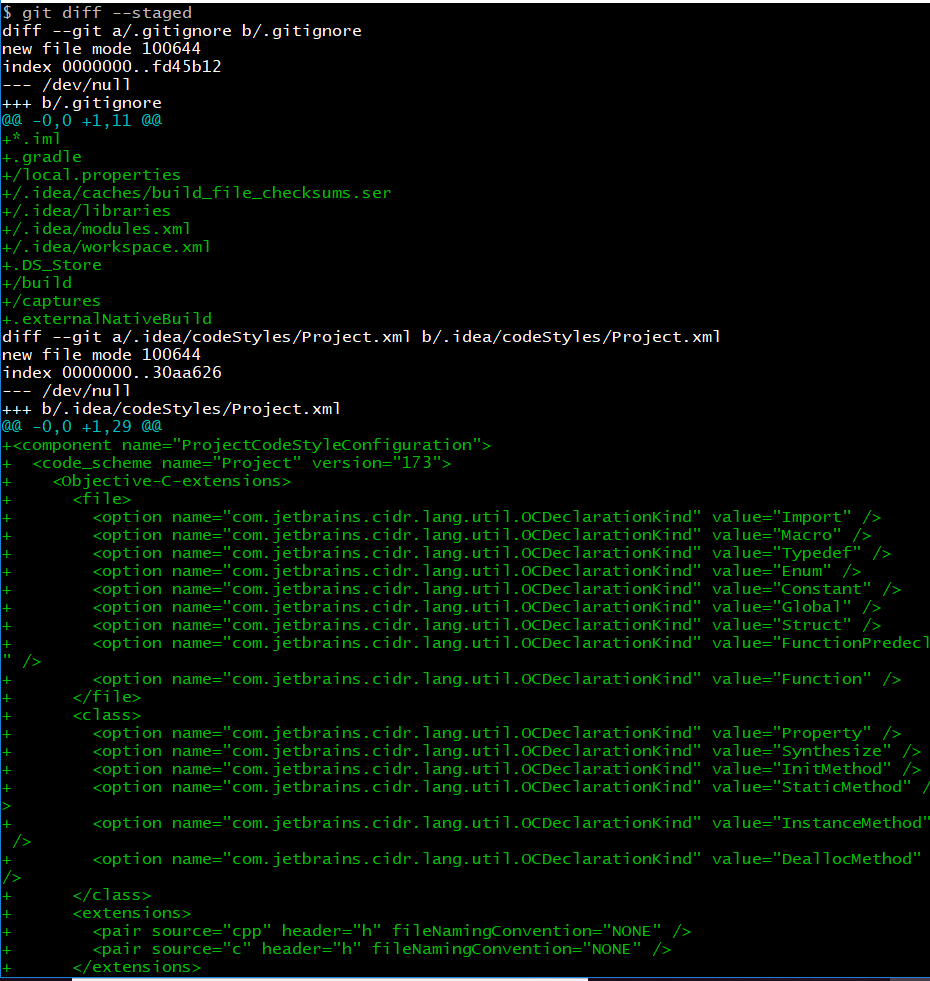 $ git diff --staged
diff --git a/.gitignore b/.gitignore
new file mode 100644
index 0000000..fd45b12
--- /dev/null
+++ b/.gitignore
@@ -0,0 +1,11 @@
+*.iml
+.gradle
+/local.properties
+/.idea/caches/build_file_checksums.ser
+/.idea/libraries
+/.idea/modules.xml
+/.idea/workspace.xml
+.DS_Store
+/build
+/captures
+.externalNativeBuild
diff --git a/.idea/codeStyles/Project.xml b/.idea/codeStyles/Project.xml
new file mode 100644
index 0000000..30aa626
--- /dev/null
+++ b/.idea/codeStyles/Project.xml
@@ -0,0 +1,29 @@
+<component name="ProjectCodeStyleConfiguration">
+  <code_scheme name="Project" version="173">
+    <Objective-C-extensions>
+      <file>
+        <option name="com.jetbrains.cidr.lang.util.OCDeclarationKind" value="Import" />
+        <option name="com.jetbrains.cidr.lang.util.OCDeclarationKind" value="Macro" />
+        <option name="com.jetbrains.cidr.lang.util.OCDeclarationKind" value="Typedef" />
+        <option name="com.jetbrains.cidr.lang.util.OCDeclarationKind" value="Enum" />
+        <option name="com.jetbrains.cidr.lang.util.OCDeclarationKind" value="Constant" />
+        <option name="com.jetbrains.cidr.lang.util.OCDeclarationKind" value="Global" />
+        <option name="com.jetbrains.cidr.lang.util.OCDeclarationKind" value="Struct" />
+        <option name="com.jetbrains.cidr.lang.util.OCDeclarationKind" value="FunctionPredecl
" />
+        <option name="com.jetbrains.cidr.lang.util.OCDeclarationKind" value="Function" />
+      </file>
+      <class>
+        <option name="com.jetbrains.cidr.lang.util.OCDeclarationKind" value="Property" />
+        <option name="com.jetbrains.cidr.lang.util.OCDeclarationKind" value="Synthesize" />
+        <option name="com.jetbrains.cidr.lang.util.OCDeclarationKind" value="InitMethod" />
+        <option name="com.jetbrains.cidr.lang.util.OCDeclarationKind" value="StaticMethod" /
>
+        <option name="com.jetbrains.cidr.lang.util.OCDeclarationKind" value="InstanceMethod"
 />
+        <option name="com.jetbrains.cidr.lang.util.OCDeclarationKind" value="DeallocMethod"
/>
+      </class>
+      <extensions>
+        <pair source="cpp" header="h" fileNamingConvention="NONE" />
+        <pair source="c" header="h" fileNamingConvention="NONE" />
+      </extensions>